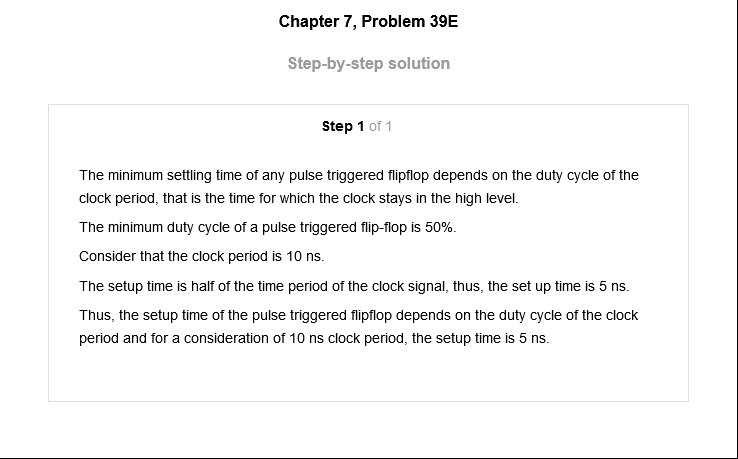 Chapter 7, Problem 39E
Step-by-step solution
Step 1 of 1
The minimum settling time of any pulse triggered flipflop depends on the duty cycle of the
clock period, that is the time for which the clock stays in the high level.
The minimum duty cycle of a pulse triggered flip-flop is 50%.
Consider that the clock period is 10 ns.
The setup time is half of the time period of the clock signal, thus, the set up time is 5 ns.
Thus, the setup time of the pulse triggered flipflop depends on the duty cycle of the clock
period and for a consideration of 10 ns clock period, the setup time is 5 ns.